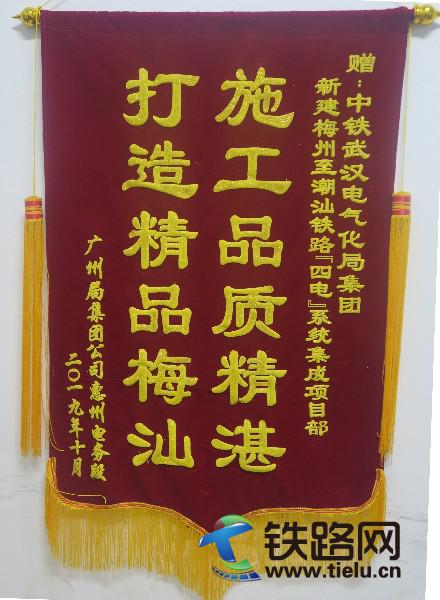 赠：中铁武汉电气化局集团
新建梅州至潮汕铁路『四电』系统集成项目部
施工品质精湛
打造精品梅汕
广州局集团公司惠州电务段
二〇一九年十月
铁路网
www.tielu.cn